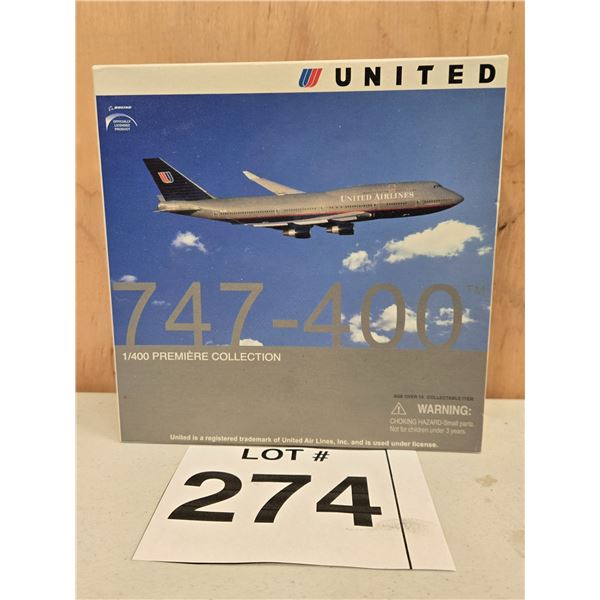 UNITED
BOEING
OFFICIALLY
LICENSED
PRODUCT
UNITED AIRLINES
747-400™
1/400 PREMIÈRE COLLECTION
AGE OVER 14 COLLECTABLE ITEM
WARNING:
CHOKING HAZARD-Small parts.
Not for children under 3 years.
United is a registered trademark of United Air Lines, Inc. and is used under license.
LOT #
274